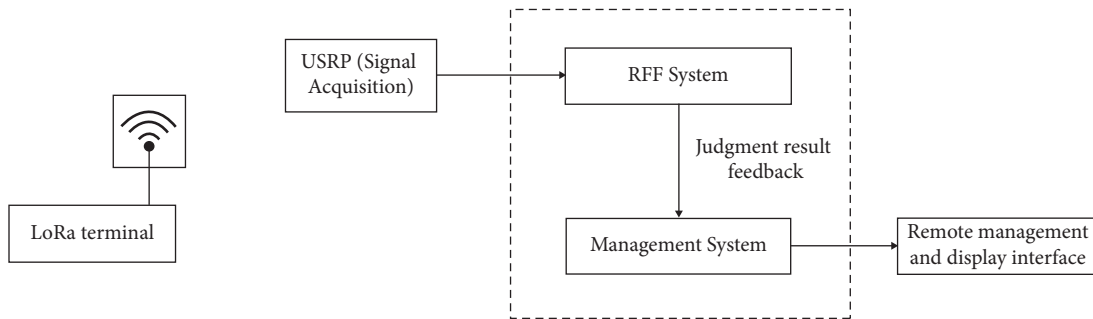 USRP (Signal
Acquisition)
RFF System
Judgment result
feedback
LoRa terminal
Management System
Remote management
and display interface